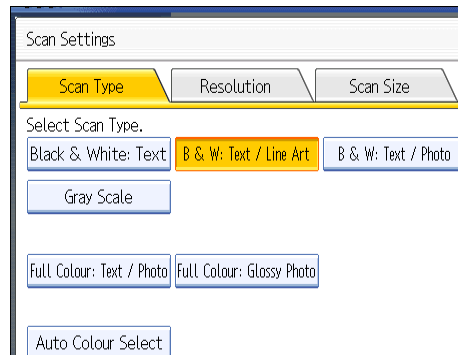 Scan Settings
Scan Type Resolution Scan Size
Select Scan Type.
Black & White: Text B & W: Text / Line Art B & W: Text / Photo
Gray Scale
Full Colour: Text / Photo Full Colour: Glossy Photo
Auto Colour Select